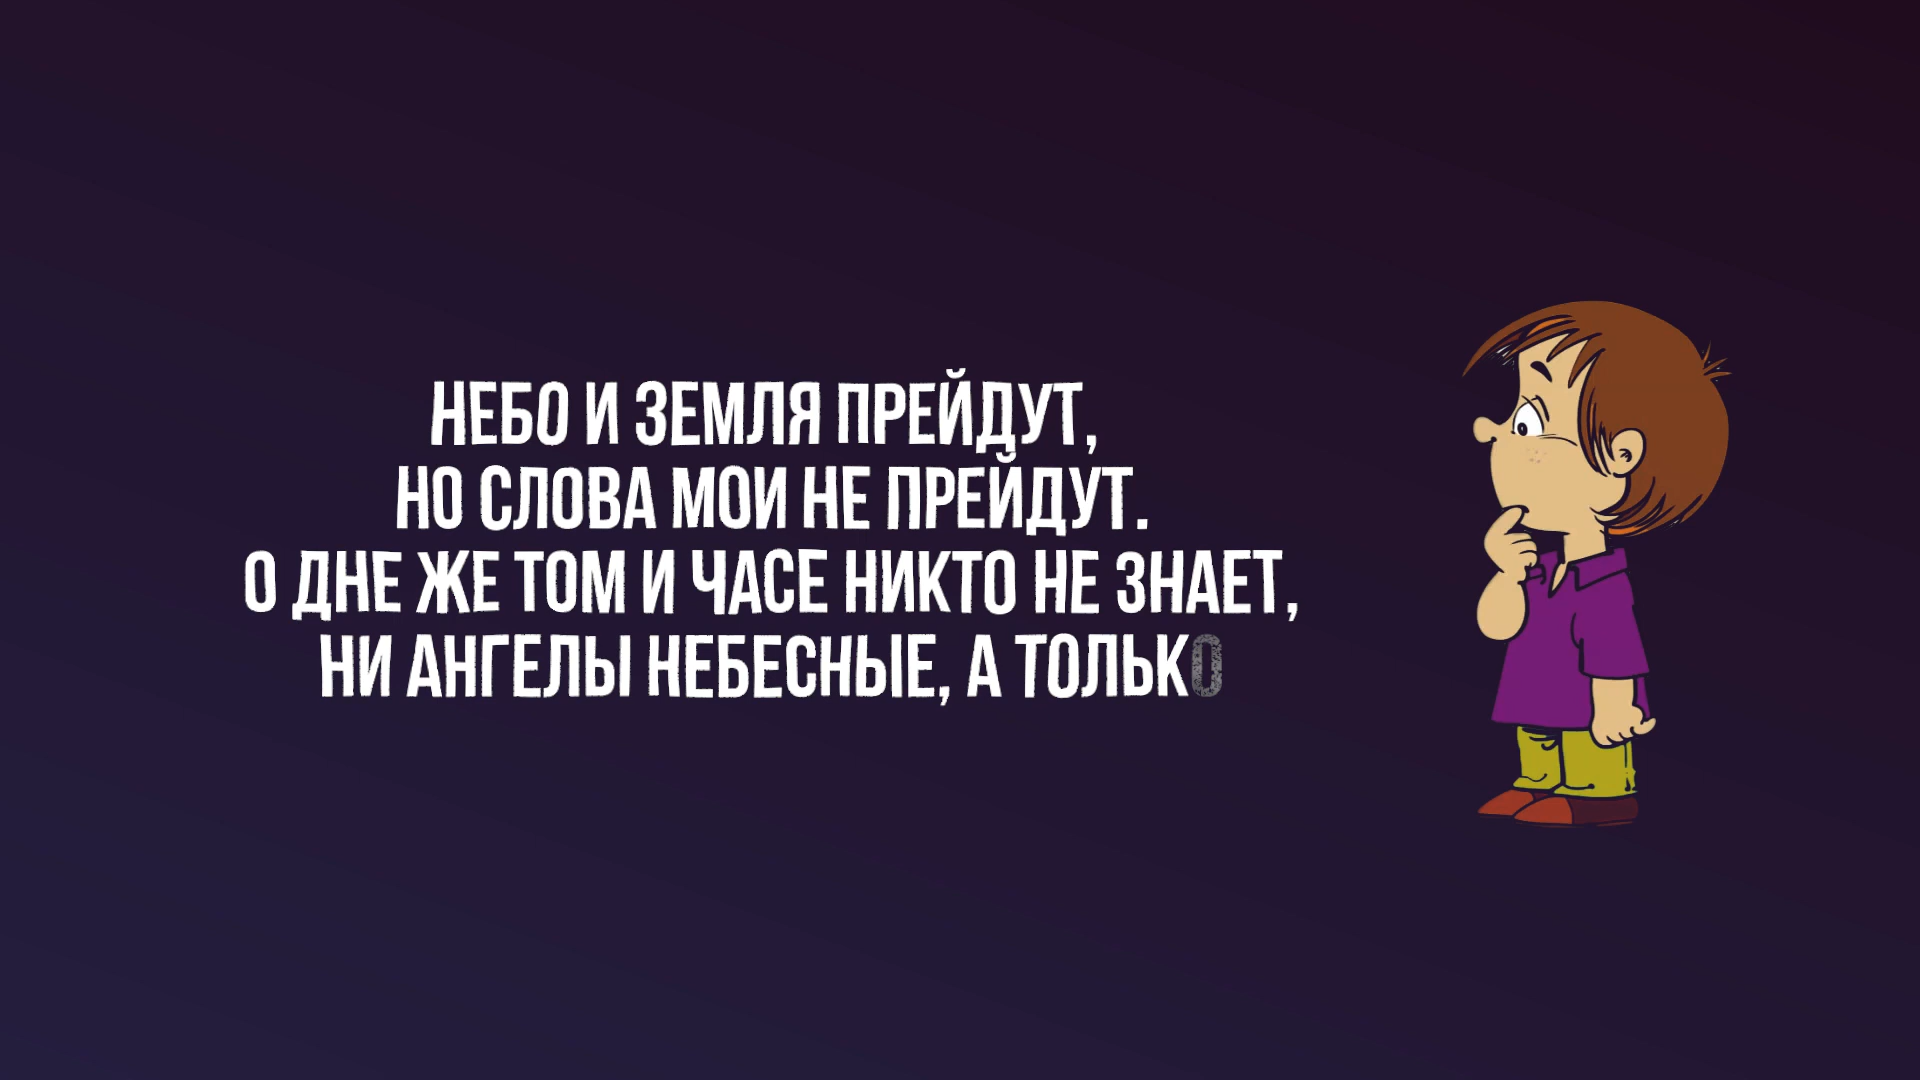 НЕБО И ЗЕМЛЯ ПРЕЙДУТ,
НО СЛОВА МОИ НЕ ПРЕЙДУТ.
О ДНЕ ЖЕ ТОМ И ЧАСЕ НИКТО НЕ ЗНАЕТ,
НИ АНГЕЛЫ НЕБЕСНЫЕ, А ТОЛЬКО